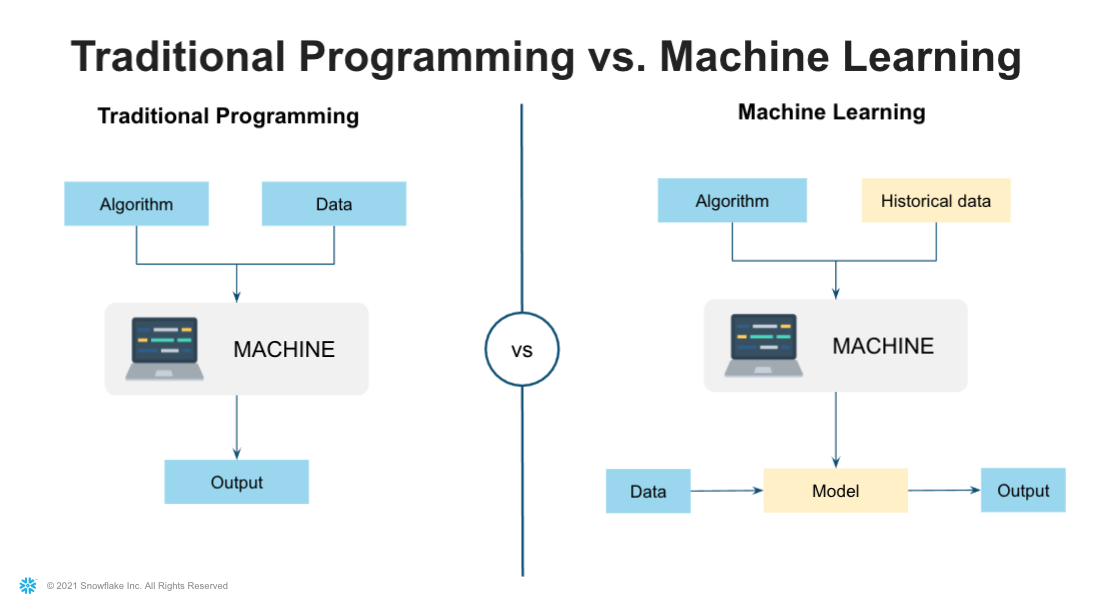 Traditional Programming vs. Machine Learning
Traditional Programming
Algorithm
Data
MACHINE
Output
vs
Machine Learning
Algorithm
Historical data
MACHINE
Data
Model
Output
© 2021 Snowflake Inc. All Rights Reserved